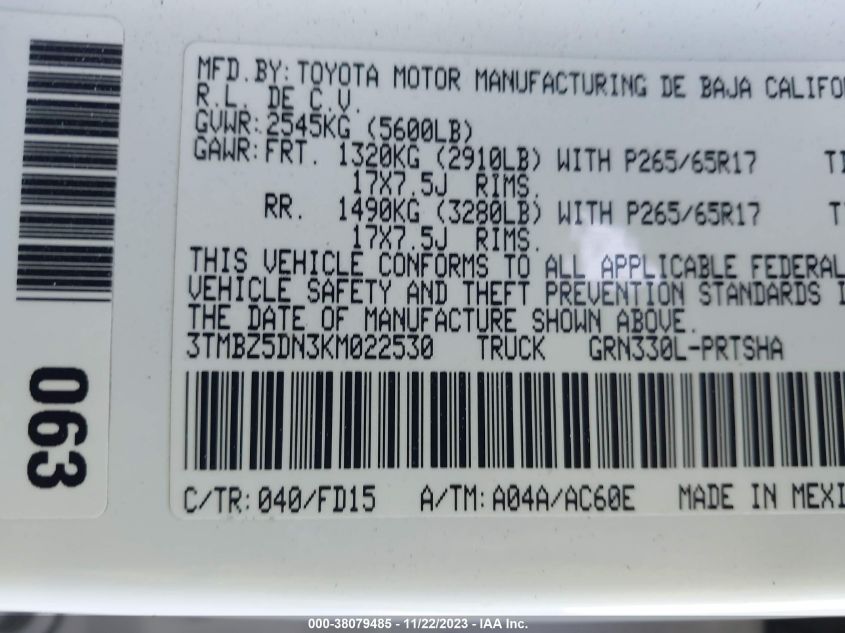 MFD.BY: TOYOTA MOTOR MANUFACTURING DE BAJA CALIFO
R.L. DE C.V.
GVWR: 2545KG (5600LB)
GAWR: FRT. 1320KG (2910LB) WITH P265/65R17 TI
17X7.5J RIMS.
RR. 1490KG (3280LB) WITH P265/65R17 T
17X7.5J RIMS.
THIS VEHICLE CONFORMS TO ALL APPLICABLE FEDERAL
VEHICLE SAFETY AND THEFT PREVENTION STANDARDS I
THE DATE OF MANUFACTURE SHOWN ABOVE.
3TMBZ5DN3KM022530 TRUCK GRN330L-PRTSHA
C/TR: 040/FD15 A/TM: A04A/AC60E MADE IN MEXI
063
000-38079485 - 11/22/2023 - IAA Inc.